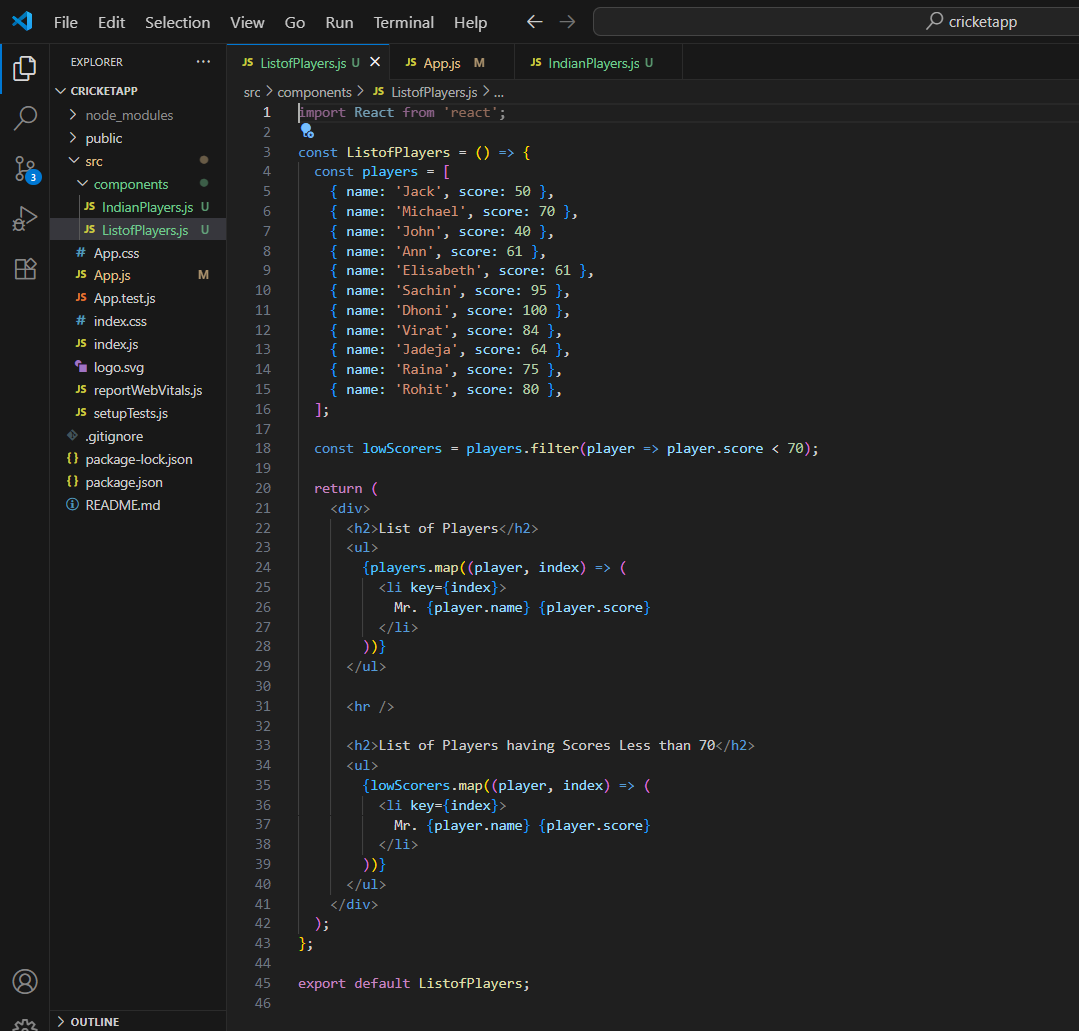 File Edit Selection View Go Run Terminal Help cricketapp
EXPLORER
CRICKETAPP
node_modules
public
src
components
JS IndianPlayers.js U
JS ListofPlayers.js U
# App.css
JS App.js M
JS App.test.js
# index.css
JS index.js
logo.svg
JS reportWebVitals.js
JS setupTests.js
.gitignore
{} package-lock.json
{} package.json
README.md
OUTLINE
3
JS ListofPlayers.js U JS App.js M JS IndianPlayers.js U
src > components > JS ListofPlayers.js > ...
1 import React from 'react';
2
3 const ListofPlayers = () => {
4 const players = [
5 { name: 'Jack', score: 50 },
6 { name: 'Michael', score: 70 },
7 { name: 'John', score: 40 },
8 { name: 'Ann', score: 61 },
9 { name: 'Elisabeth', score: 61 },
10 { name: 'Sachin', score: 95 },
11 { name: 'Dhoni', score: 100 },
12 { name: 'Virat', score: 84 },
13 { name: 'Jadeja', score: 64 },
14 { name: 'Raina', score: 75 },
15 { name: 'Rohit', score: 80 },
16 ];
17
18 const lowScorers = players.filter(player => player.score < 70);
19
20 return (
21 <div>
22 <h2>List of Players</h2>
23 <ul>
24 {players.map((player, index) => (
25 <li key={index}>
26 Mr. {player.name} {player.score}
27 </li>
28 ))}
29 </ul>
30
31 <hr />
32
33 <h2>List of Players having Scores Less than 70</h2>
34 <ul>
35 {lowScorers.map((player, index) => (
36 <li key={index}>
37 Mr. {player.name} {player.score}
38 </li>
39 ))}
40 </ul>
41 </div>
42 );
43 };
44
45 export default ListofPlayers;
46